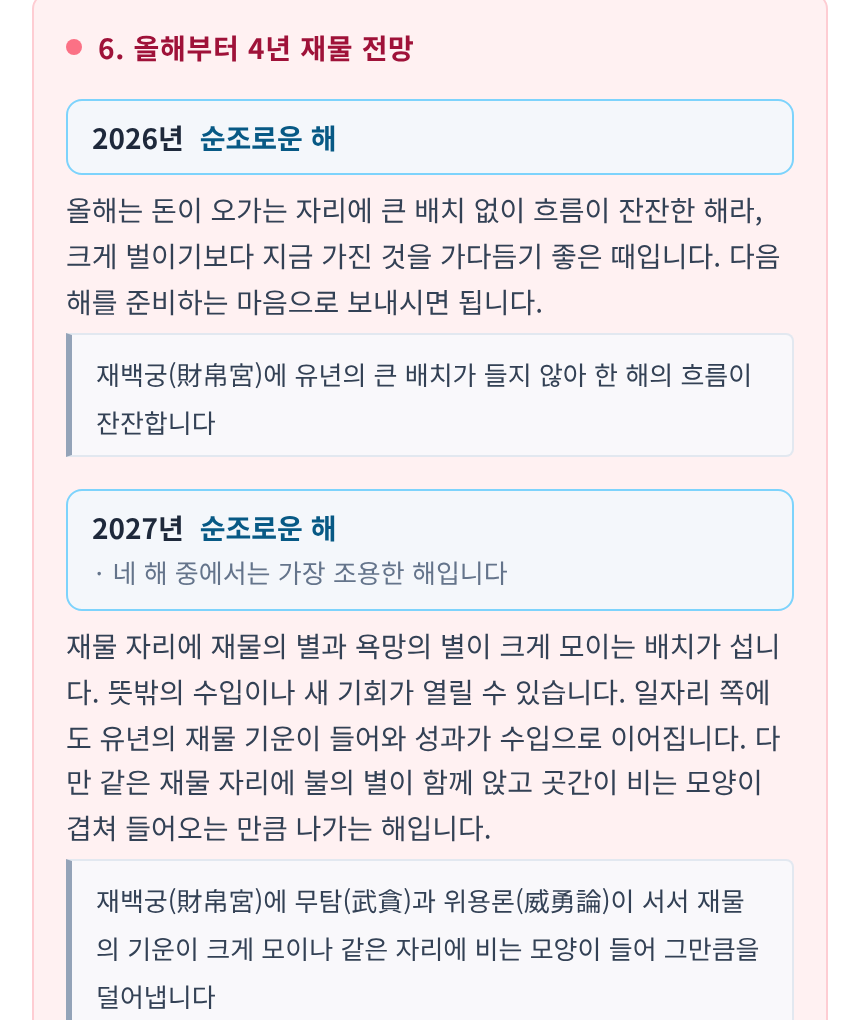 6. 올해부터 4년 재물 전망
2026년 순조로운 해
올해는 돈이 오가는 자리에 큰 배치 없이 흐름이 잔잔한 해라,
크게 벌이기보다 지금 가진 것을 가다듬기 좋은 때입니다. 다음
해를 준비하는 마음으로 보내시면 됩니다.
재백궁(財帛宮)에 유년의 큰 배치가 들지 않아 한 해의 흐름이
잔잔합니다
2027년 순조로운 해
· 네 해 중에서는 가장 조용한 해입니다
재물 자리에 재물의 별과 욕망의 별이 크게 모이는 배치가 섭니
다. 뜻밖의 수입이나 새 기회가 열릴 수 있습니다. 일자리 쪽에
도 유년의 재물 기운이 들어와 성과가 수입으로 이어집니다. 다
만 같은 재물 자리에 불의 별이 함께 앉고 곳간이 비는 모양이
겹쳐 들어오는 만큼 나가는 해입니다.
재백궁(財帛宮)에 무탐(武貪)과 위용론(威勇論)이 서서 재물
의 기운이 크게 모이나 같은 자리에 비는 모양이 들어 그만큼을
덜어냅니다